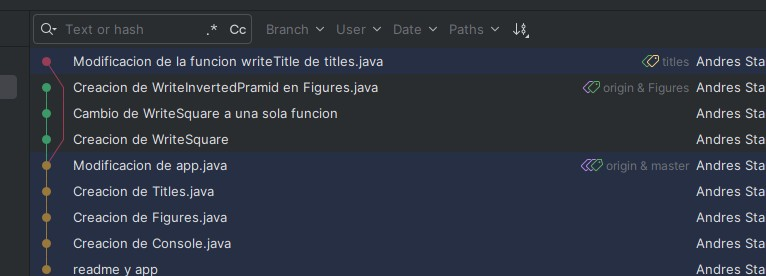 Text or hash .* Cc Branch User Date Paths
Modificacion de la funcion writeTitle de titles.java titles Andres Sta
Creacion de WriteInvertedPramid en Figures.java origin & Figures Andres Sta
Cambio de WriteSquare a una sola funcion Andres Sta
Creacion de WriteSquare Andres Sta
Modificacion de app.java origin & master Andres Sta
Creacion de Titles.java Andres Sta
Creacion de Figures.java Andres Sta
Creacion de Console.java Andres Sta
readme y app Andres Sta